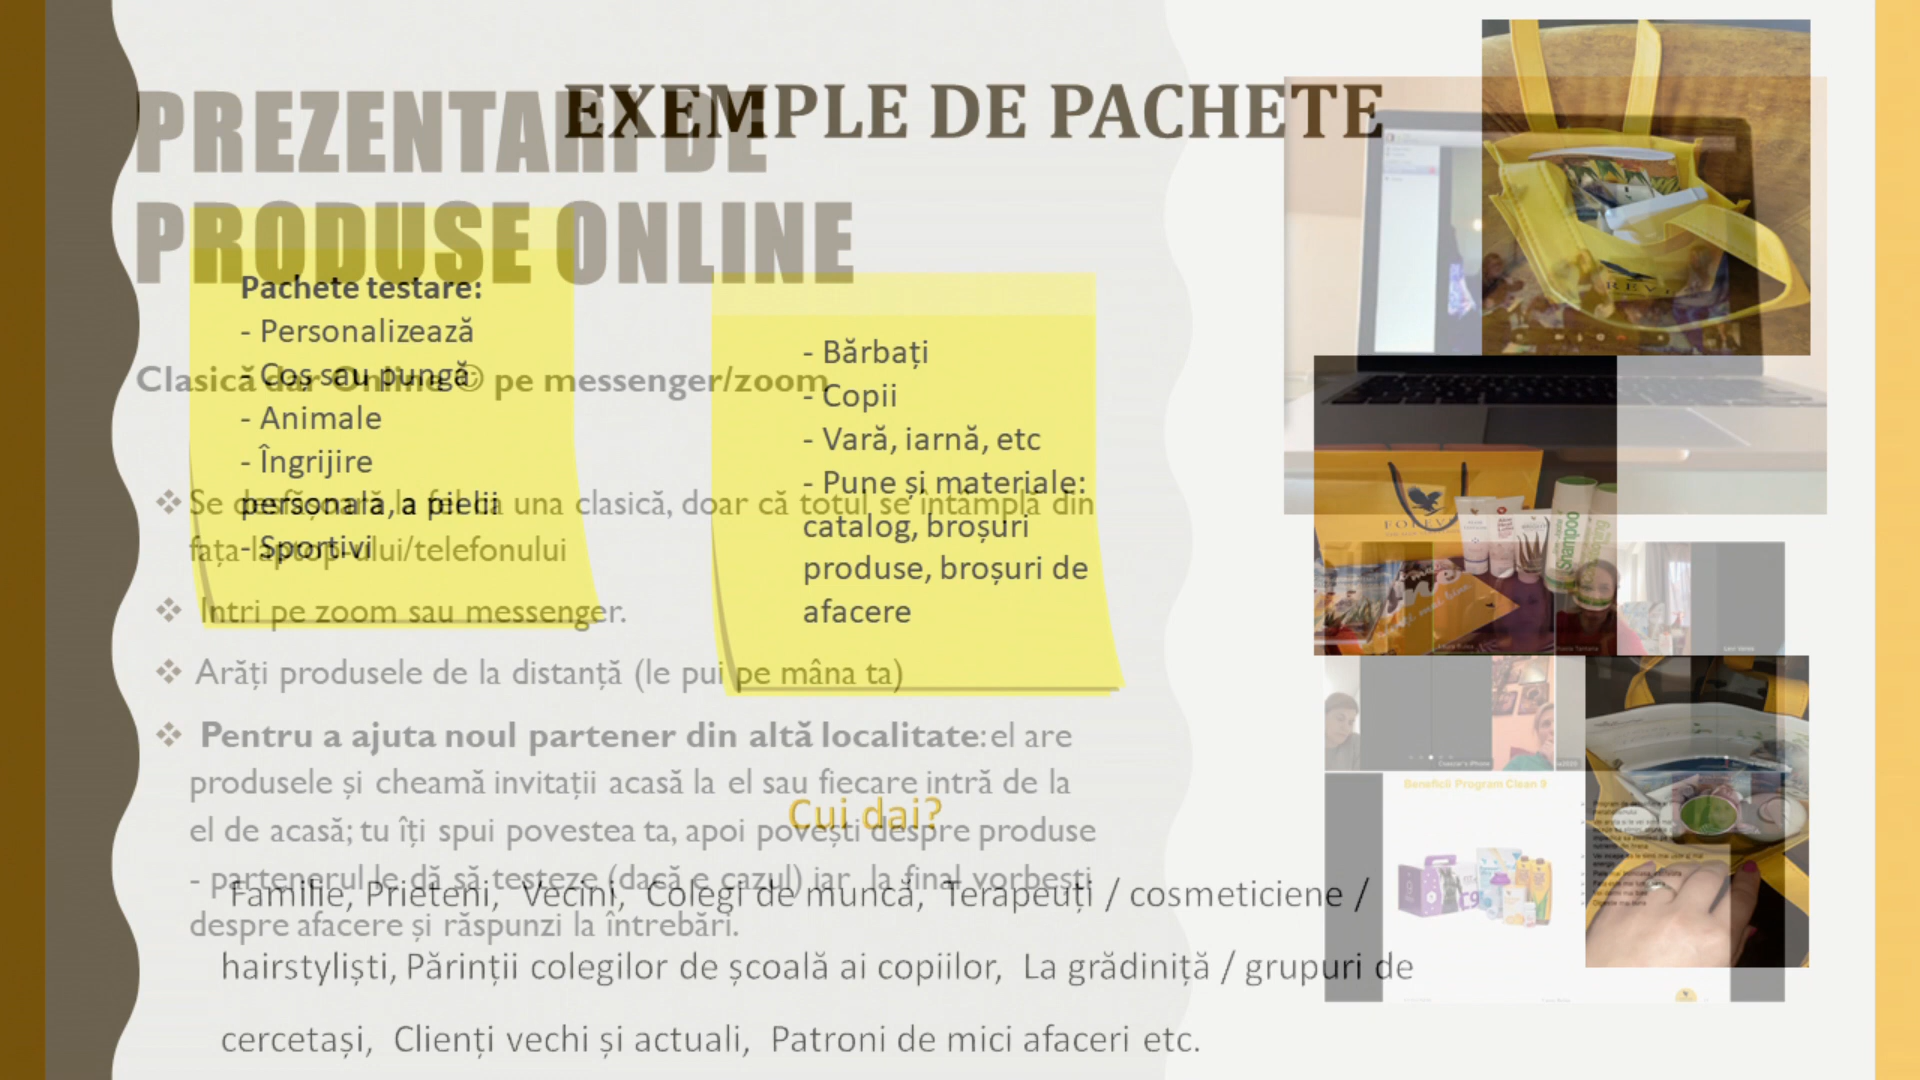 EXEMPLE DE PACHETE
PREZENTARI DE
PRODUSE ONLINE
Pachete testare:
- Personalizează
- Coș sau pungă
- Animale
- Îngrijire
personală, a pielii
- Sportivi
- Bărbați
- Copii
- Vară, iarnă, etc
- Pune și materiale:
catalog, broșuri
produse, broșuri de
afacere
Clasică dar Online 😊 pe messenger/zoom
Se desfășoară la fel ca una clasică, doar că totul se întâmplă din
fața laptop-ului/telefonului
Intri pe zoom sau messenger.
Arăți produsele de la distanță (le pui pe mâna ta)
Pentru a ajuta noul partener din altă localitate: el are
produsele și cheamă invitații acasă la el sau fiecare intră de la
el de acasă; tu îți spui povestea ta, apoi povești despre produse
- partenerul le dă să testeze (dacă e cazul) iar la final vorbești
despre afacere și răspunzi la întrebări.
Cui dai?
Familie, Prieteni, Vecini, Colegi de muncă, Terapeuți / cosmeticiene /
hairstyliști, Părinții colegilor de școală ai copiilor, La grădiniță / grupuri de
cercetași, Clienți vechi și actuali, Patroni de mici afaceri etc.
Shampoo
Beneficii Program Clean 9
C9